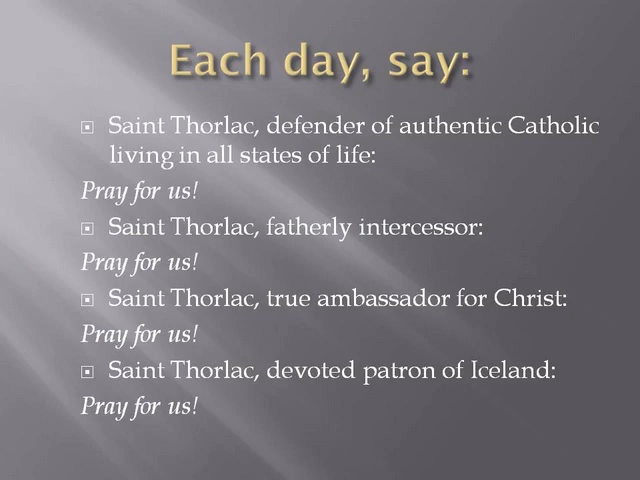 Each day, say:
Saint Thorlac, defender of authentic Catholic
living in all states of life:
Pray for us!
Saint Thorlac, fatherly intercessor:
Pray for us!
Saint Thorlac, true ambassador for Christ:
Pray for us!
Saint Thorlac, devoted patron of Iceland:
Pray for us!